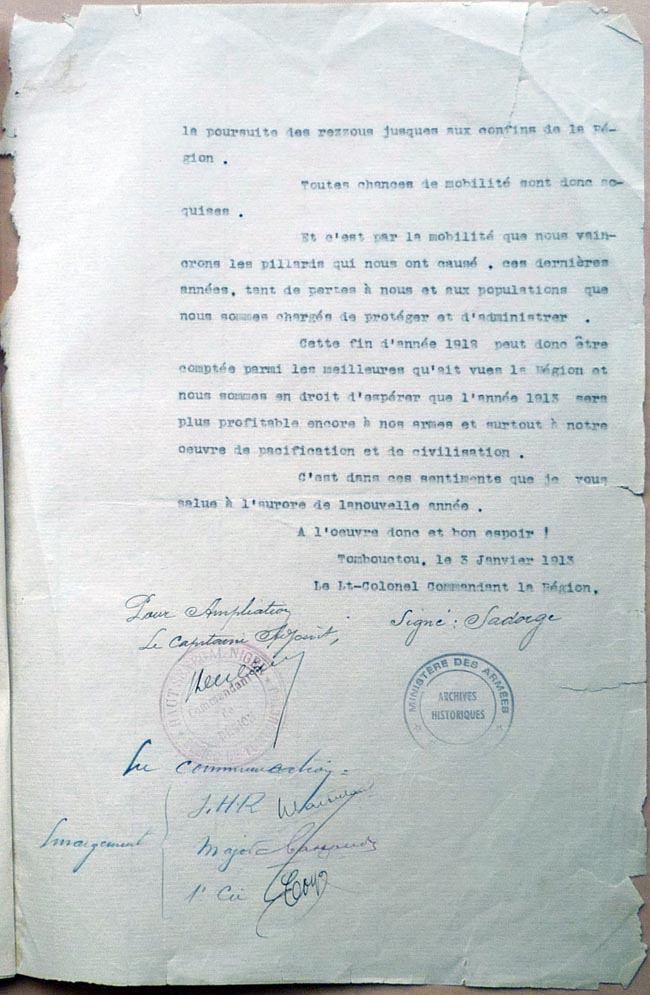 la poursuite des rezzous jusques aux confins de la Ré-
gion .
Toutes chances de mobilité sont donc ac-
quises .
Et c'est par la mobilité que nous vain-
crons les pillards qui nous ont causé , ces dernières
années, tant de pertes à nous et aux populations que
nous sommes chargés de protéger et d'administrer .
Cette fin d'année 1912 peut donc être
comptée parmi les meilleures qu'ait vues la Région et
nous sommes en droit d'espérer que l'année 1913 sera
plus profitable encore à nos armes et surtout à notre
oeuvre de pacification et de civilisation .
C'est dans ces sentiments que je vous
salue à l'aurore de lanouvelle année .
A l'oeuvre donc et bon espoir !
Tombouctou, le 3 Janvier 1913
Le Lt-Colonel Commandant la Région,
Pour Ampliation
Signé : Sadorge
Le Capitaine Adjoint,
HAUT SÉNÉGAL NIGER
Commandant
MINISTÈRE DES ARMÉES
ARCHIVES
HISTORIQUES
En communication =
Emargement
Major
1e Cie